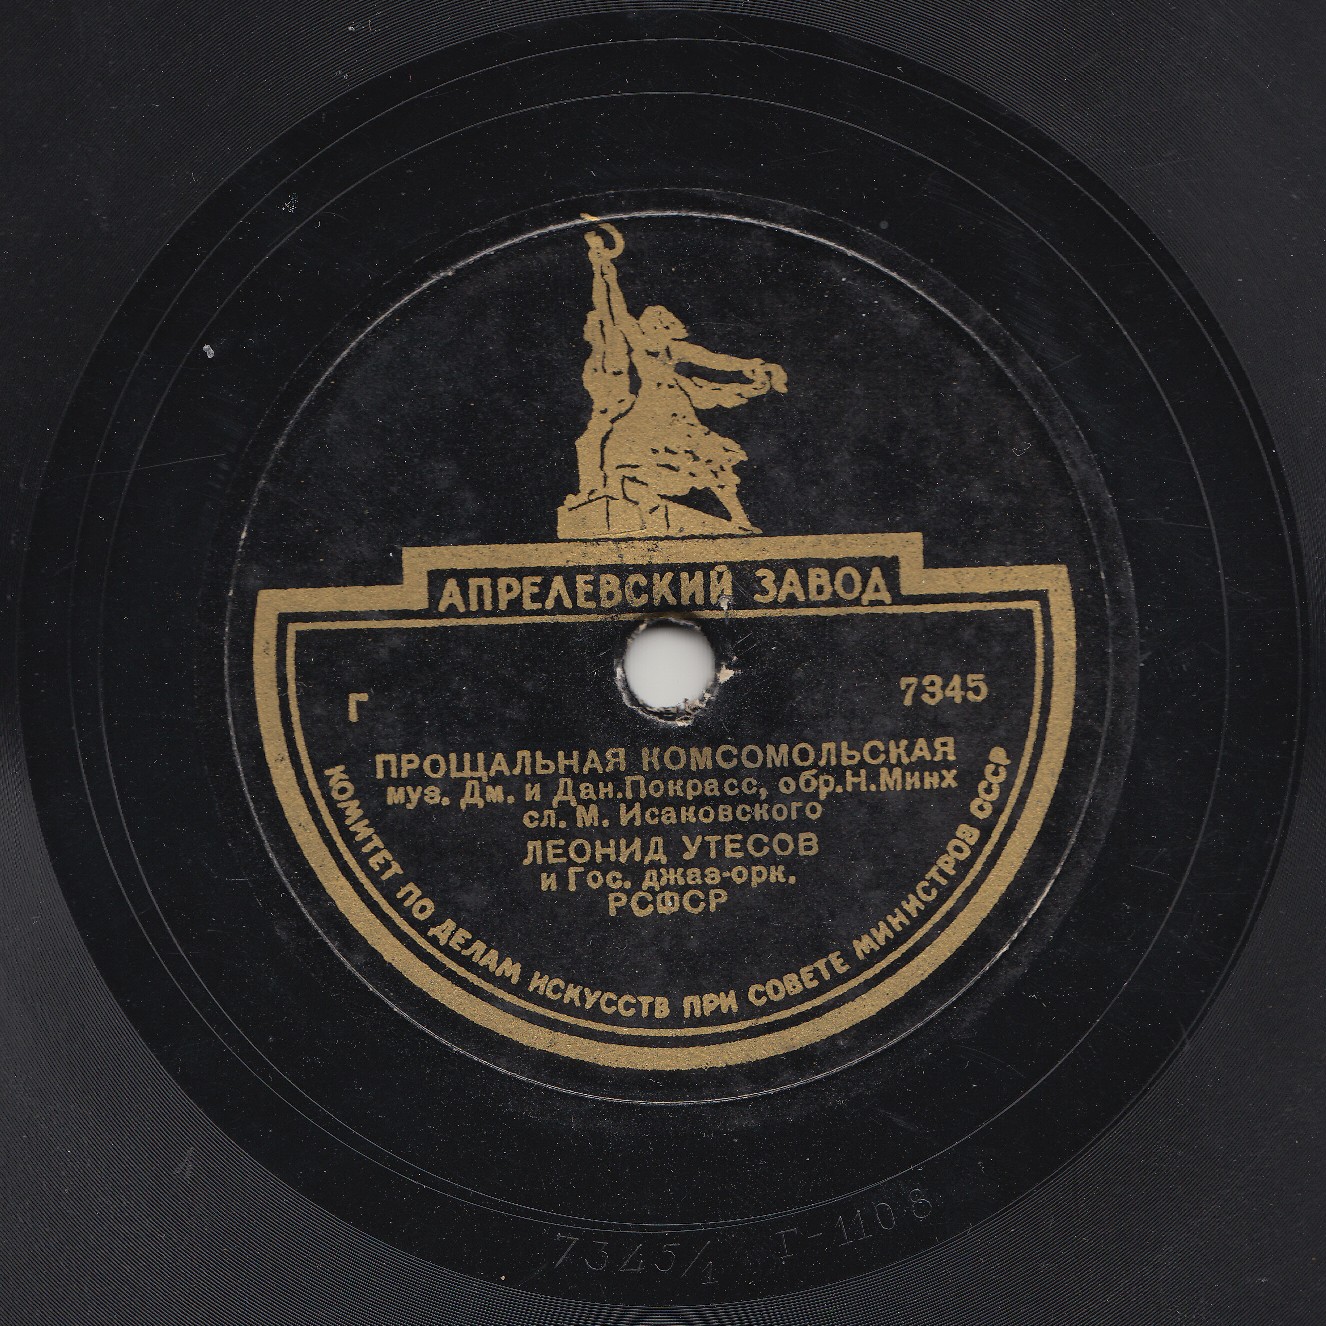 АПРЕЛЕВСКИЙ ЗАВОД
Г
7345
ПРОЩАЛЬНАЯ КОМСОМОЛЬСКАЯ
муз. Дм. и Дан.Покрасс, обр.Н.Минх
сл. М. Исаковского
ЛЕОНИД УТЕСОВ
и Гос. джаз-орк.
РСФСР
КОМИТЕТ ПО ДЕЛАМ ИСКУССТВ ПРИ СОВЕТЕ МИНИСТРОВ СССР
7345/1 Г-1108